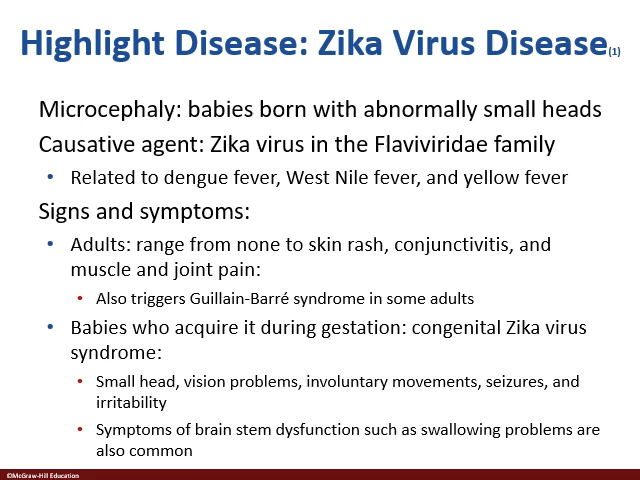 Highlight Disease: Zika Virus Disease(1)
Microcephaly: babies born with abnormally small heads
Causative agent: Zika virus in the Flaviviridae family
• Related to dengue fever, West Nile fever, and yellow fever
Signs and symptoms:
• Adults: range from none to skin rash, conjunctivitis, and
muscle and joint pain:
• Also triggers Guillain-Barré syndrome in some adults
• Babies who acquire it during gestation: congenital Zika virus
syndrome:
• Small head, vision problems, involuntary movements, seizures, and
irritability
• Symptoms of brain stem dysfunction such as swallowing problems are
also common
©McGraw-Hill Education